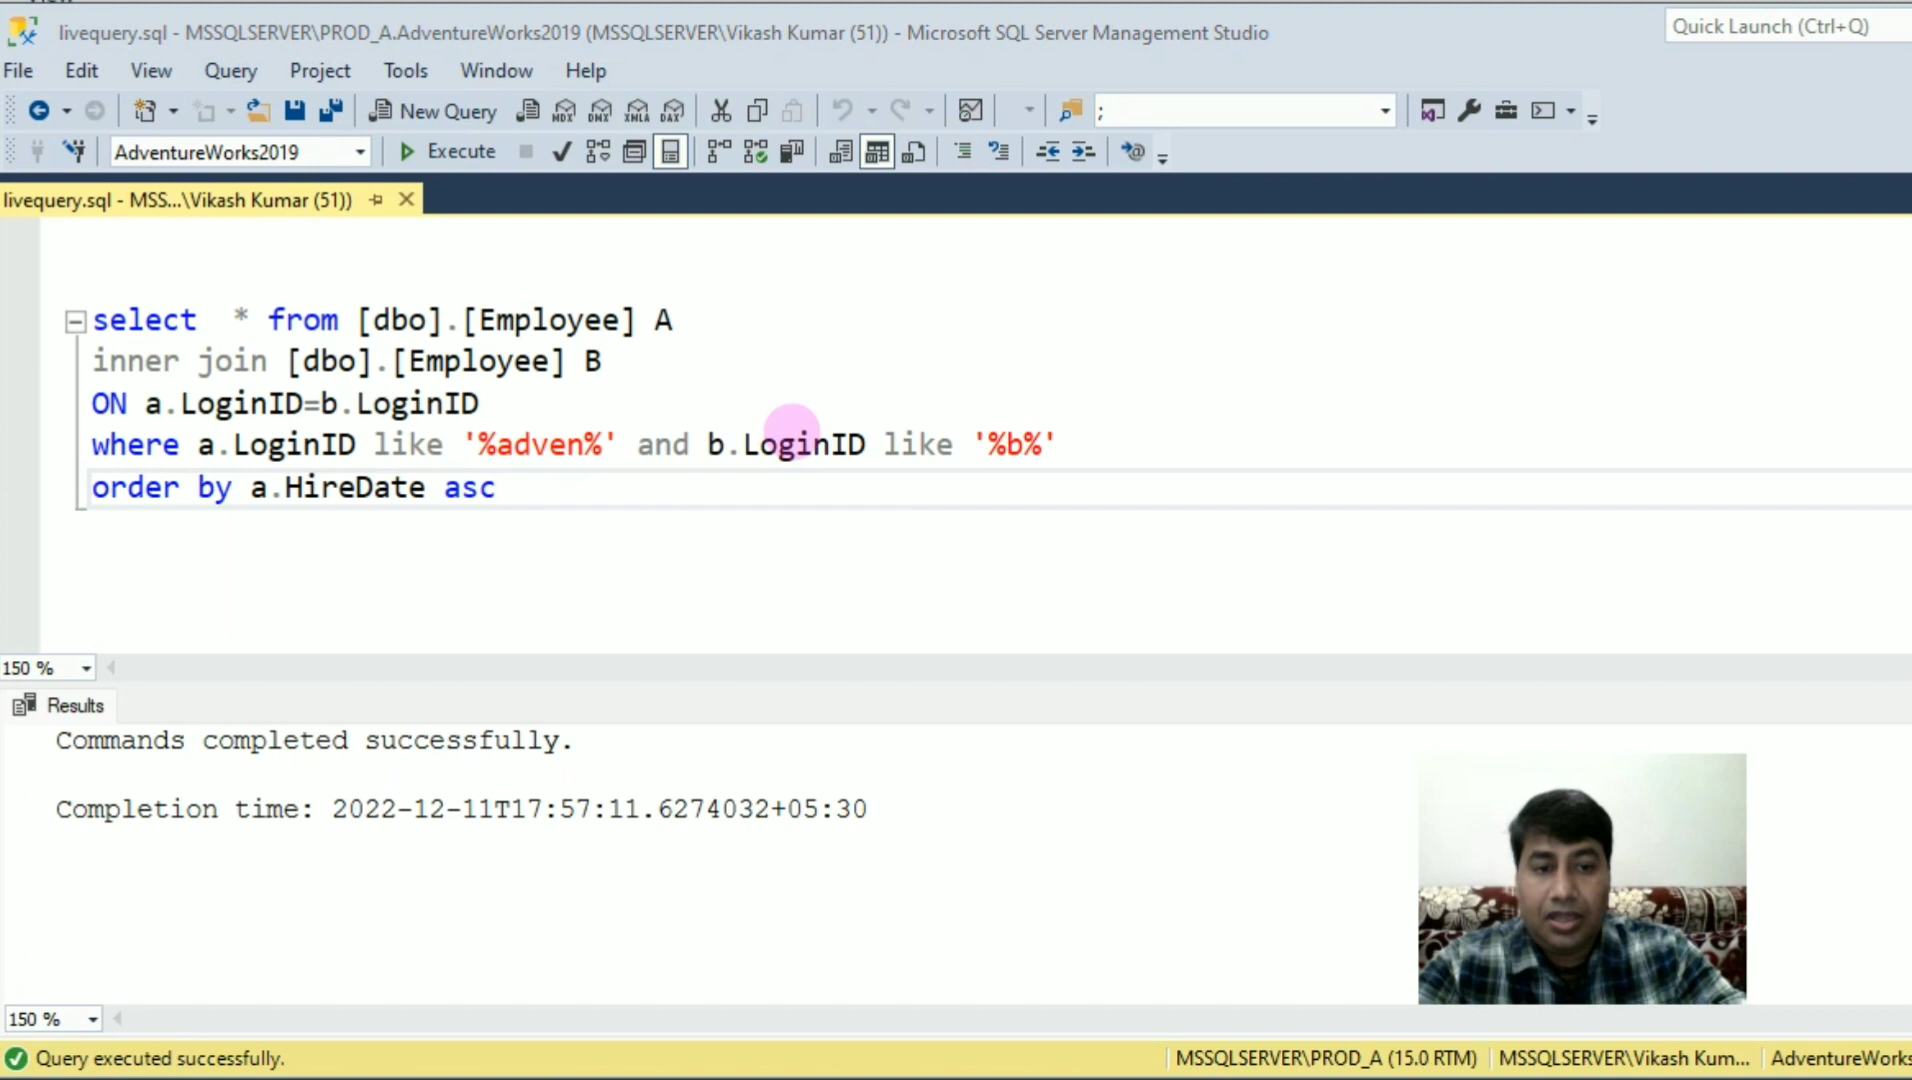 livequery.sql - MSSQLSERVER\PROD_A.AdventureWorks2019 (MSSQLSERVER\Vikash Kumar (51)) - Microsoft SQL Server Management Studio
Quick Launch (Ctrl+Q)
File Edit View Query Project Tools Window Help
New Query MDX DMX XMLA DAX ;
AdventureWorks2019 Execute
livequery.sql - MSS...\Vikash Kumar (51))
select * from [dbo].[Employee] A
inner join [dbo].[Employee] B
ON a.LoginID=b.LoginID
where a.LoginID like '%adven%' and b.LoginID like '%b%'
order by a.HireDate asc
150 %
Results
Commands completed successfully.
Completion time: 2022-12-11T17:57:11.6274032+05:30
150 %
Query executed successfully. MSSQLSERVER\PROD_A (15.0 RTM) MSSQLSERVER\Vikash Kum... AdventureWorks